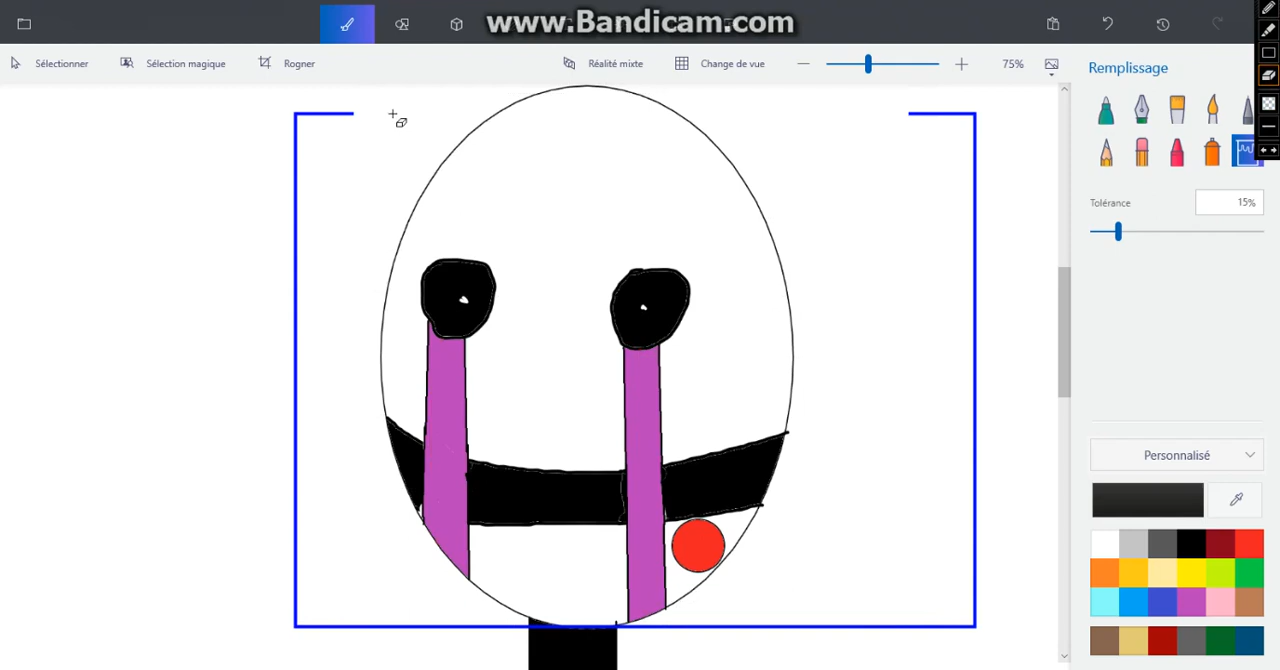 www.Bandicam.com
Sélectionner Sélection magique Rogner Réalité mixte Change de vue 75% Remplissage
Tolérance 15%
Personnalisé